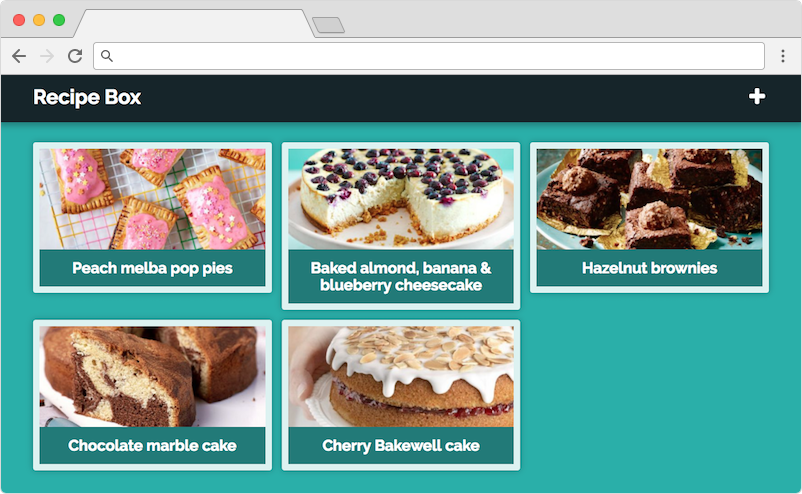 Recipe Box
Peach melba pop pies
Baked almond, banana &
blueberry cheesecake
Hazelnut brownies
Chocolate marble cake
Cherry Bakewell cake